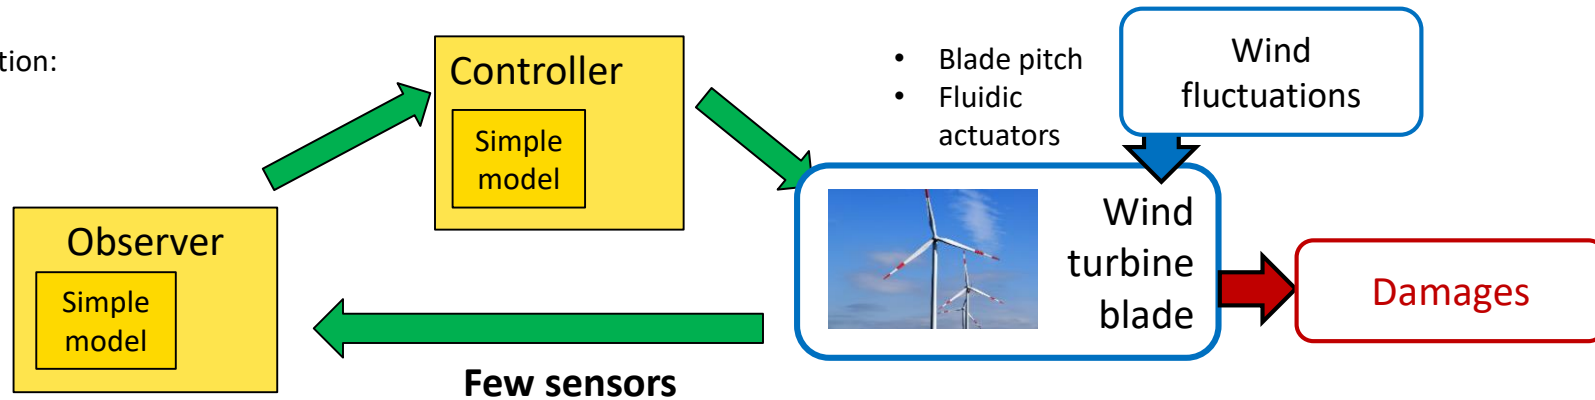 tion:
Controller
Simple
model
• Blade pitch
• Fluidic
actuators
Wind
fluctuations
Observer
Simple
model
Wind
turbine
blade
Damages
Few sensors